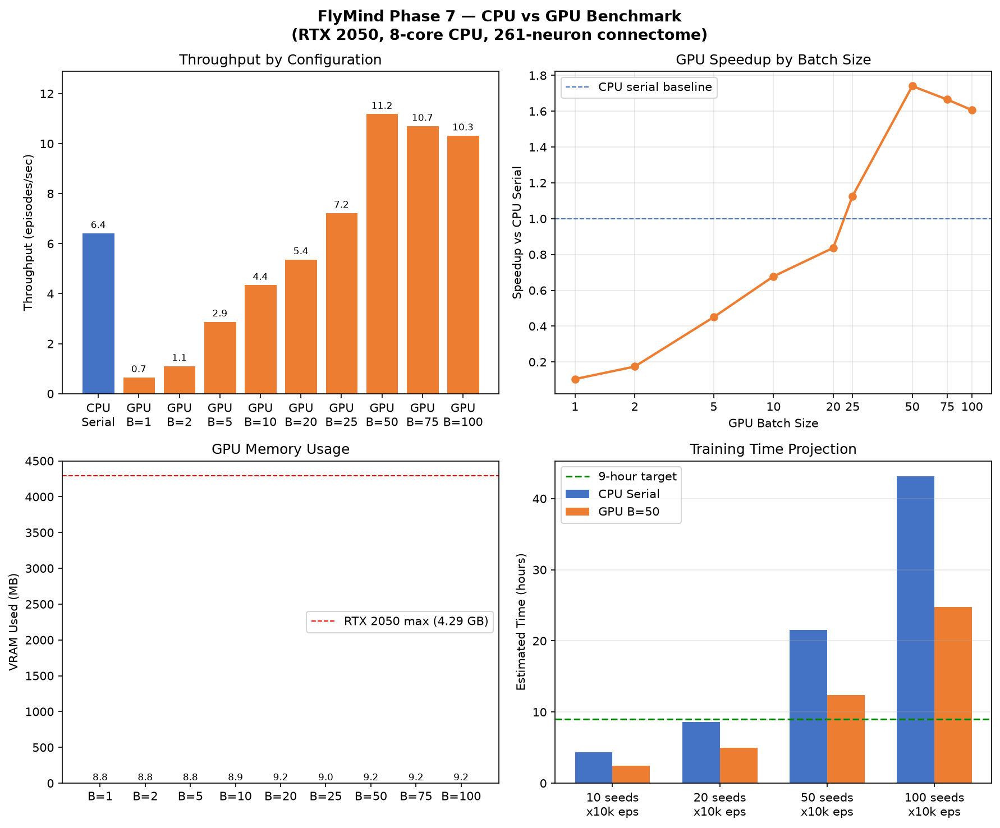 FlyMind Phase 7 — CPU vs GPU Benchmark
(RTX 2050, 8-core CPU, 261-neuron connectome)
Throughput by Configuration
Throughput (episodes/sec)
12
10
8
6
4
2
0
6.4
0.7
1.1
2.9
4.4
5.4
7.2
11.2
10.7
10.3
CPU Serial
GPU B=1
GPU B=2
GPU B=5
GPU B=10
GPU B=20
GPU B=25
GPU B=50
GPU B=75
GPU B=100
GPU Speedup by Batch Size
CPU serial baseline
Speedup vs CPU Serial
1.8
1.6
1.4
1.2
1.0
0.8
0.6
0.4
0.2
1 2 5 10 20 25 50 75 100
GPU Batch Size
GPU Memory Usage
VRAM Used (MB)
4500
4000
3500
3000
2500
2000
1500
1000
500
0
RTX 2050 max (4.29 GB)
8.8 8.8 8.8 8.9 9.2 9.0 9.2 9.2 9.2
B=1 B=2 B=5 B=10 B=20 B=25 B=50 B=75 B=100
Training Time Projection
9-hour target
CPU Serial
GPU B=50
Estimated Time (hours)
40
30
20
10
0
10 seeds
x10k eps
20 seeds
x10k eps
50 seeds
x10k eps
100 seeds
x10k eps